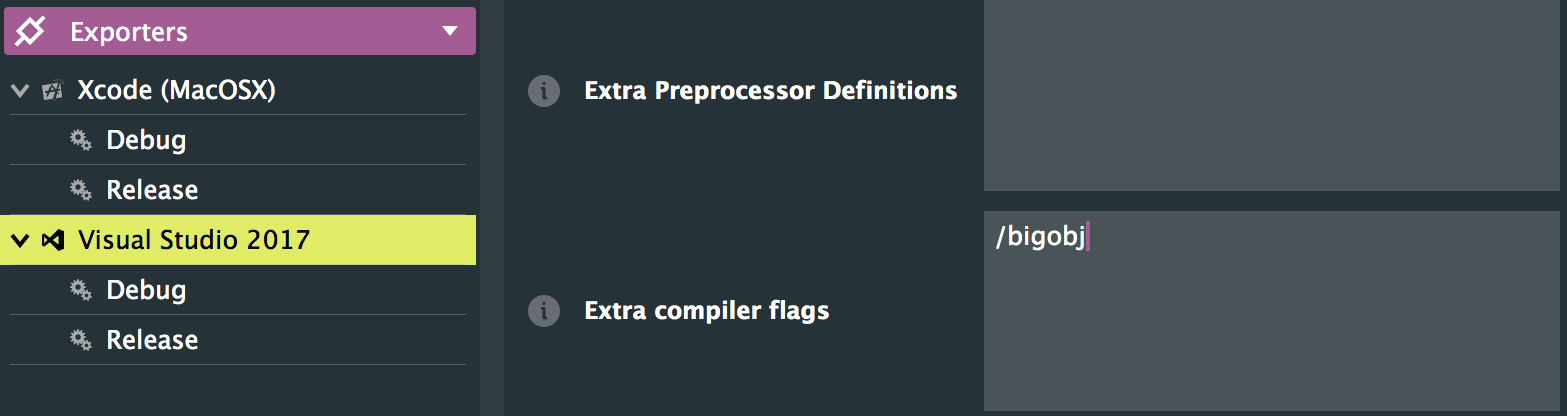 Exporters
Xcode (MacOSX)
Debug
Release
Visual Studio 2017
Debug
Release
Extra Preprocessor Definitions
Extra compiler flags
/bigobj